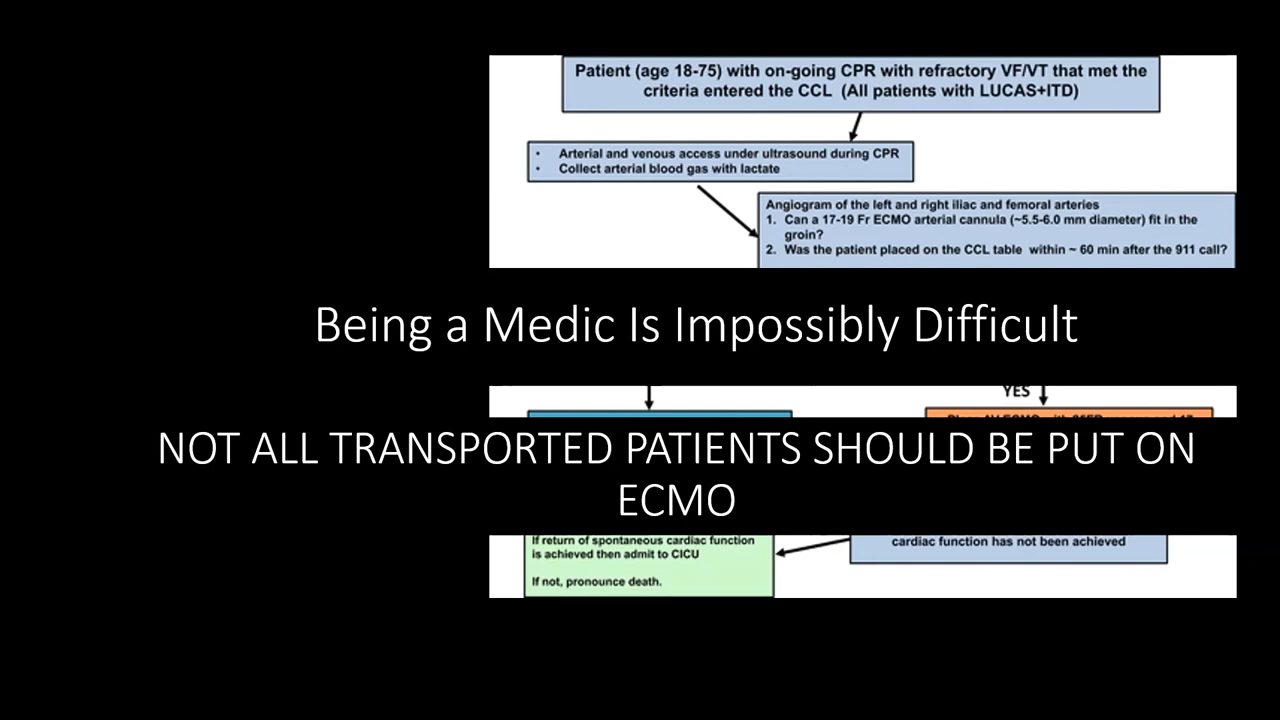 Patient (age 18-75) with on-going CPR with refractory VF/VT that met the
criteria entered the CCL (All patients with LUCAS+ITD)
• Arterial and venous access under ultrasound during CPR
• Collect arterial blood gas with lactate
Angiogram of the left and right iliac and femoral arteries
1. Can a 17-19 Fr ECMO arterial cannula (~5.5-6.0 mm diameter) fit in the
groin?
2. Was the patient placed on the CCL table within ~ 60 min after the 911 call?
Being a Medic Is Impossibly Difficult
YES
NOT ALL TRANSPORTED PATIENTS SHOULD BE PUT ON
ECMO
If return of spontaneous cardiac function
is achieved then admit to CICU
If not, pronounce death.
cardiac function has not been achieved